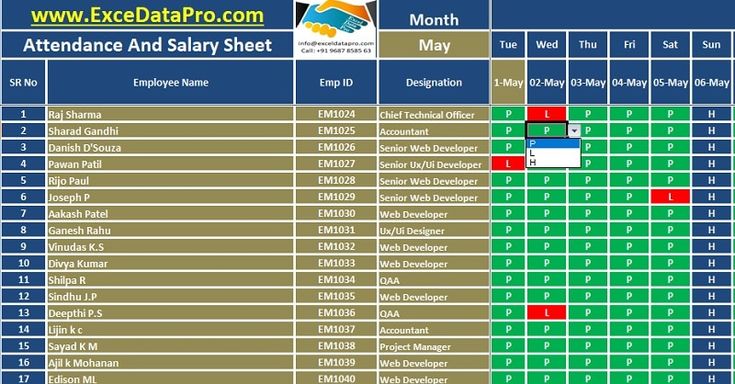 www.ExceDataPro.com
Month
Attendance And Salary Sheet
info@exceldatapro.com
Call: +91 9687 8585 63
May
Tue Wed Thu Fri Sat Sun
SR No Employee Name Emp ID Designation 1-May 02-May 03-May 04-May 05-May 06-May
1 Raj Sharma EM1024 Chief Technical Officer P L P P P H
2 Sharad Gandhi EM1025 Accountant P P P P P H
3 Danish D'Souza EM1026 Senior Web Developer P P P P H
P
L
H
4 Pawan Patil EM1027 Senior Ux/Ui Developer L P P P H
5 Rijo Paul EM1028 Senior Web Developer P P P P P H
6 Joseph P EM1029 Senior Web Developer P P P P L H
7 Aakash Patel EM1030 Web Developer P P P P P H
8 Ganesh Rahu EM1031 Ux/Ui Designer P P P P P H
9 Vinudas K.S EM1032 Web Developer P P P P P H
10 Divya Kumar EM1033 Web Developer P P P P P H
11 Shilpa R EM1034 QAA P P P P P H
12 Sindhu J.P EM1035 Web Developer P P P P P H
13 Deepthi P.S EM1036 QAA P L P P P H
14 Lijin k c EM1037 Accountant P P P P P H
15 Sayad K M EM1038 Project Manager P P P P P H
16 Ajil k Mohanan EM1039 Web Developer P P P P P H
17 Edison ML EM1040 Web Developer P P P P P H